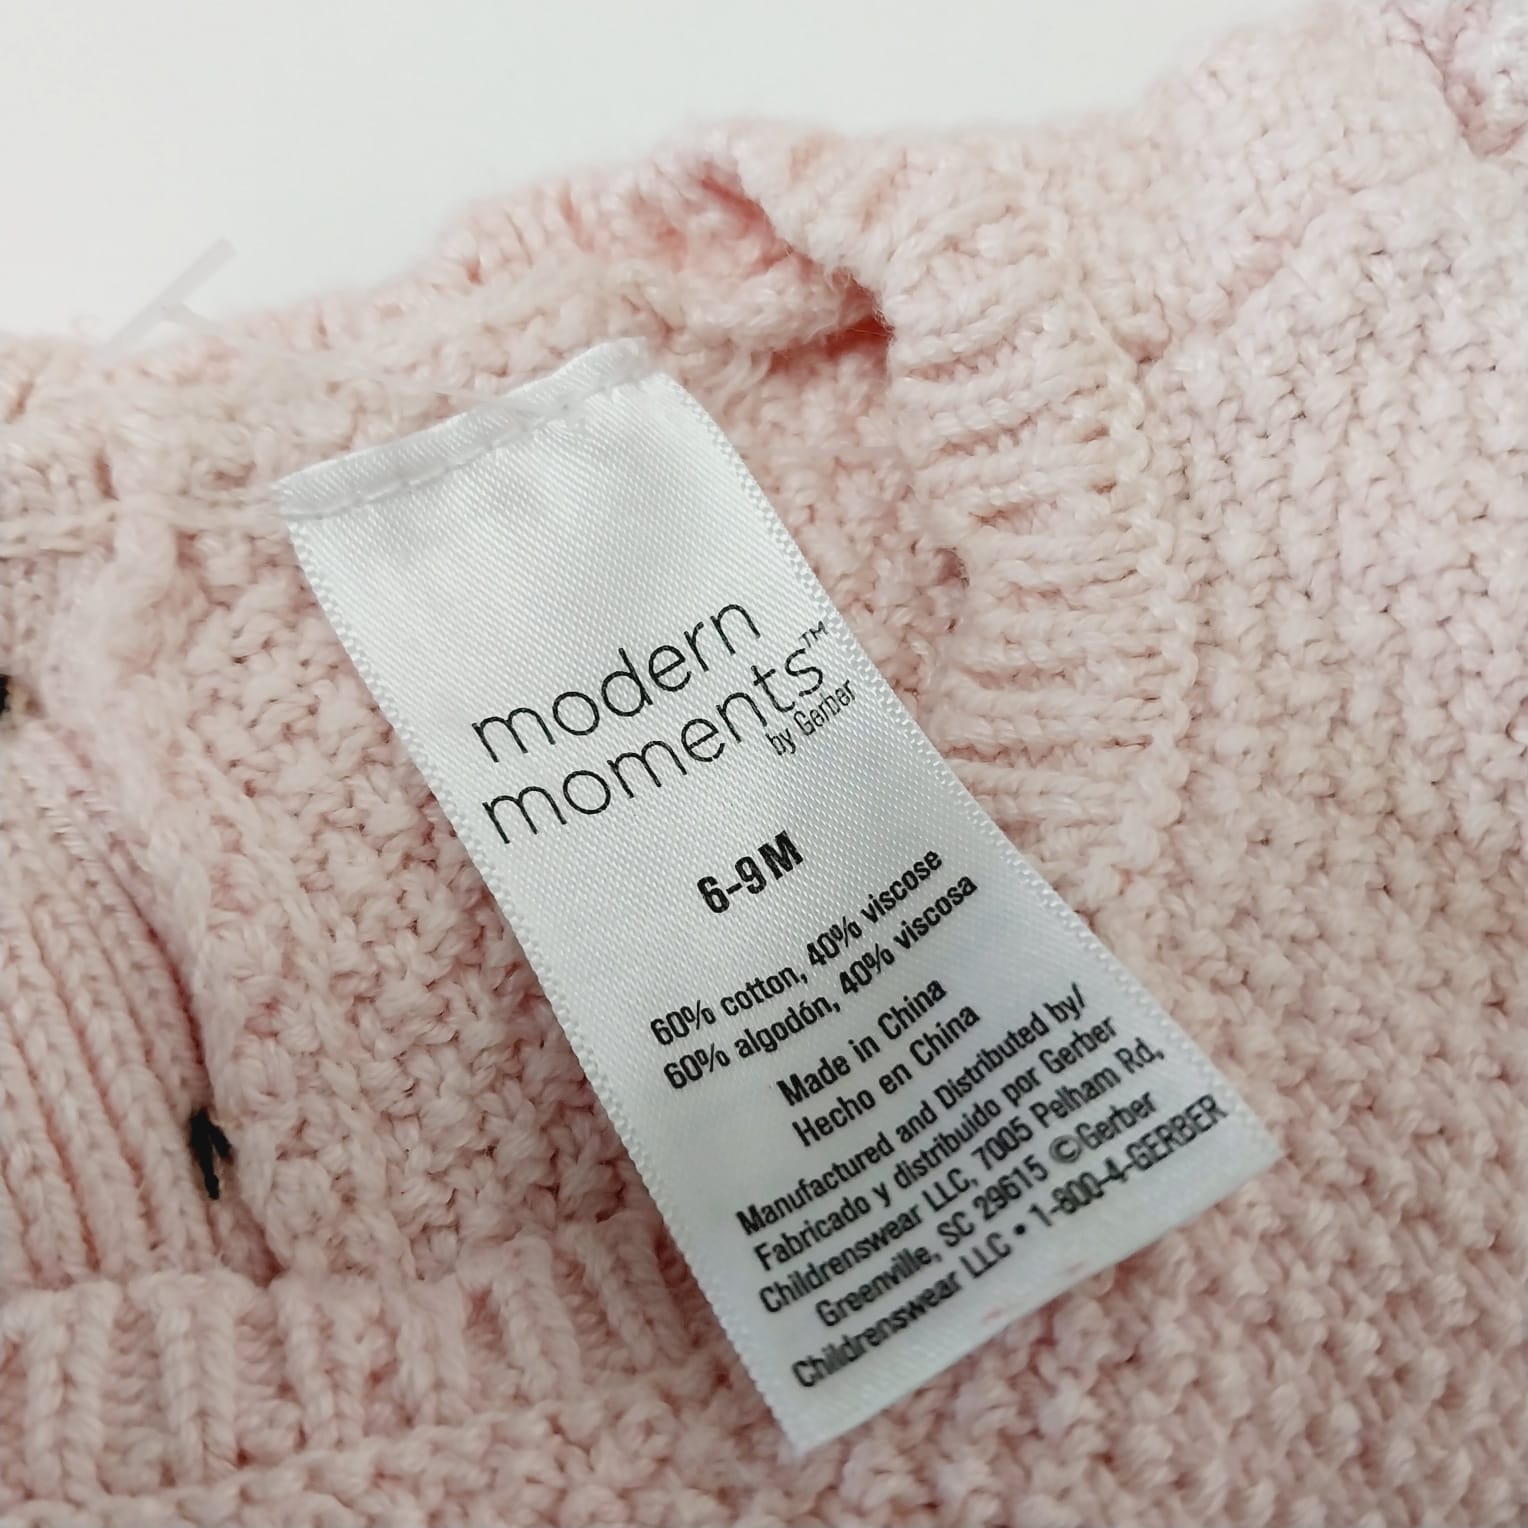 modern
moments™
by Gerber
6-9M
60% cotton, 40% viscose
60% algodón, 40% viscosa
Made in China
Hecho en China
Manufactured and Distributed by/
Fabricado y distribuido por Gerber
Childrenswear LLC, 7005 Pelham Rd,
Greenville, SC 29615 ©Gerber
Childrenswear LLC • 1-800-4-GERBER